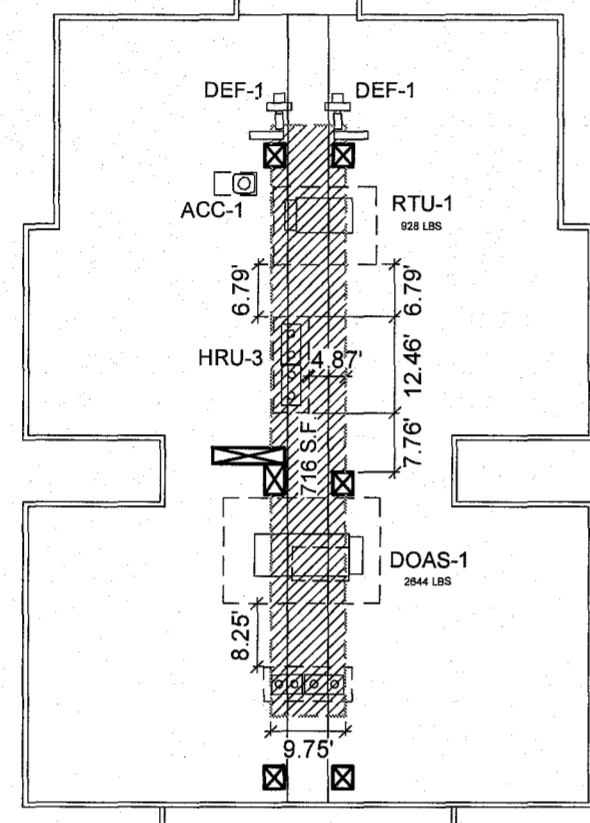 DEF-1
DEF-1
ACC-1
RTU-1
928 LBS
6.79'
6.79'
HRU-3
4.87'
12.46'
716 S.F
7.76'
DOAS-1
2644 LBS
8.25'
9.75'